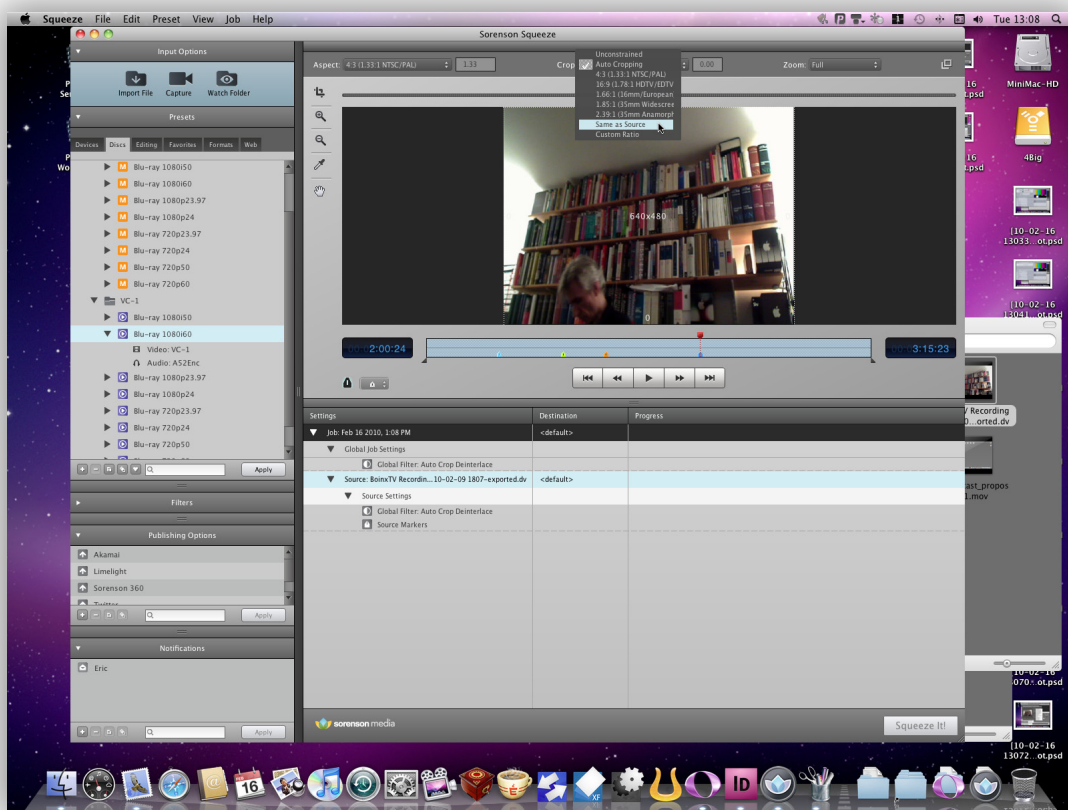 Squeeze File Edit Preset View Job Help
Tue 13:08
Sorenson Squeeze
Input Options
Import File
Capture
Watch Folder
Presets
Devices Discs Editing Favorites Formats Web
Blu-ray 1080i50
Blu-ray 1080i60
Blu-ray 1080p23.97
Blu-ray 1080p24
Blu-ray 720p23.97
Blu-ray 720p24
Blu-ray 720p50
Blu-ray 720p60
VC-1
Blu-ray 1080i50
Blu-ray 1080i60
Video: VC-1
Audio: A52Enc
Blu-ray 1080p23.97
Blu-ray 1080p24
Blu-ray 720p23.97
Blu-ray 720p24
Blu-ray 720p50
Apply
Filters
Publishing Options
Akamai
Limelight
Sorenson 360
Twitter
Apply
Notifications
Eric
Apply
Aspect: 4:3 (1.33:1 NTSC/PAL) 1.33
Crop
0.00
Zoom: Full
Unconstrained
Auto Cropping
4:3 (1.33:1 NTSC/PAL)
16:9 (1.78:1 HDTV/EDTV
1.66:1 (16mm/European
1.85:1 (35mm Widescree
2.39:1 (35mm Anamorph
Same as Source
Custom Ratio
640x480
0
2:00:24
3:15:23
Settings Destination Progress
Job: Feb 16 2010, 1:08 PM <default>
Global Job Settings
Global Filter: Auto Crop Deinterlace
Source: BoinxTV Recordin... 10-02-09 1807-exported.dv <default>
Source Settings
Global Filter: Auto Crop Deinterlace
Source Markers
sorenson media
Squeeze It!
MiniMac-HD
4Big
[10-02-16
13033...ot.psd
[10-02-16
13041...ot.psd
V Recording
0...orted.dv
ast_propos
1.mov
070...ot.psd
[10-02-16
13072...ot.psd
FEB
16
ID
XF